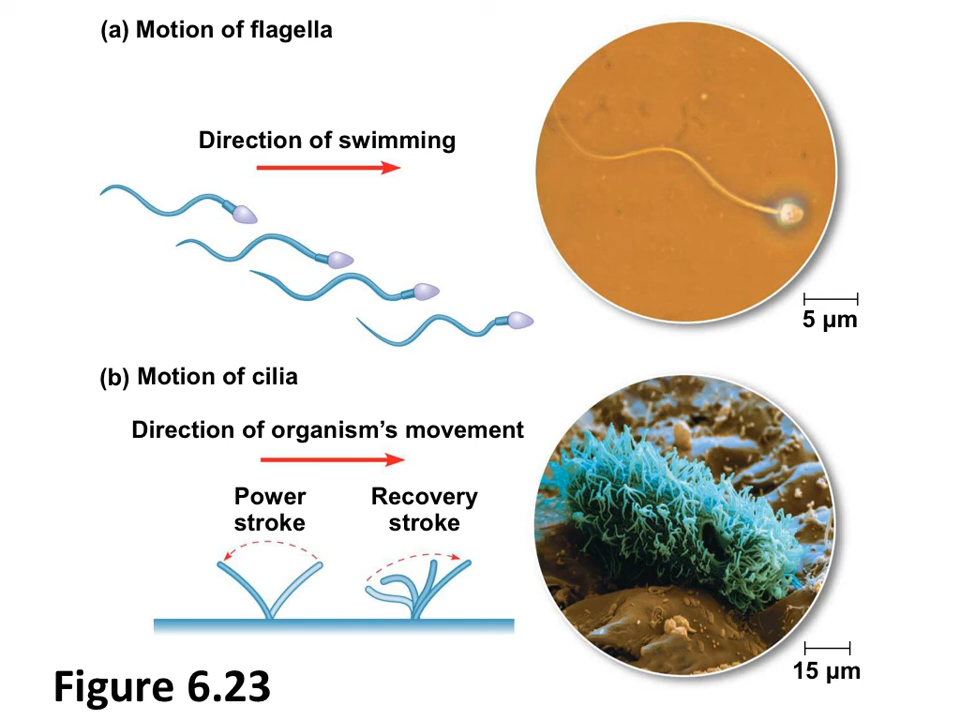 (a) Motion of flagella
Direction of swimming
5 µm
(b) Motion of cilia
Direction of organism’s movement
Power
stroke
Recovery
stroke
15 µm
Figure 6.23